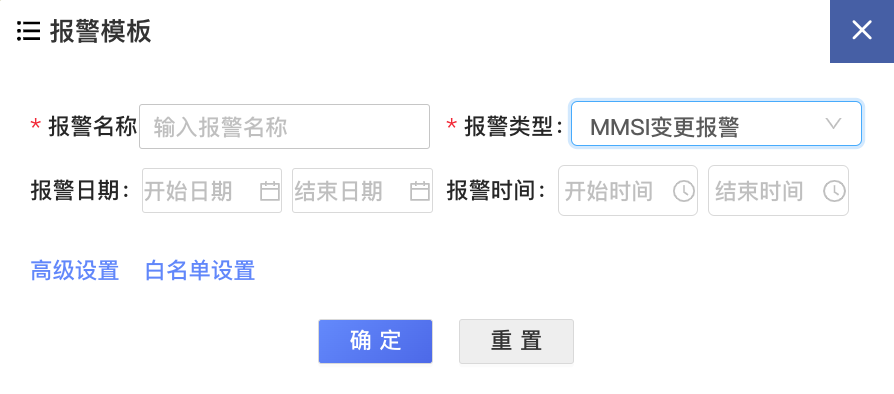 报警模板
* 报警名称 输入报警名称 * 报警类型： MMSI变更报警
报警日期： 开始日期 结束日期 报警时间： 开始时间 结束时间
高级设置 白名单设置
确 定 重 置